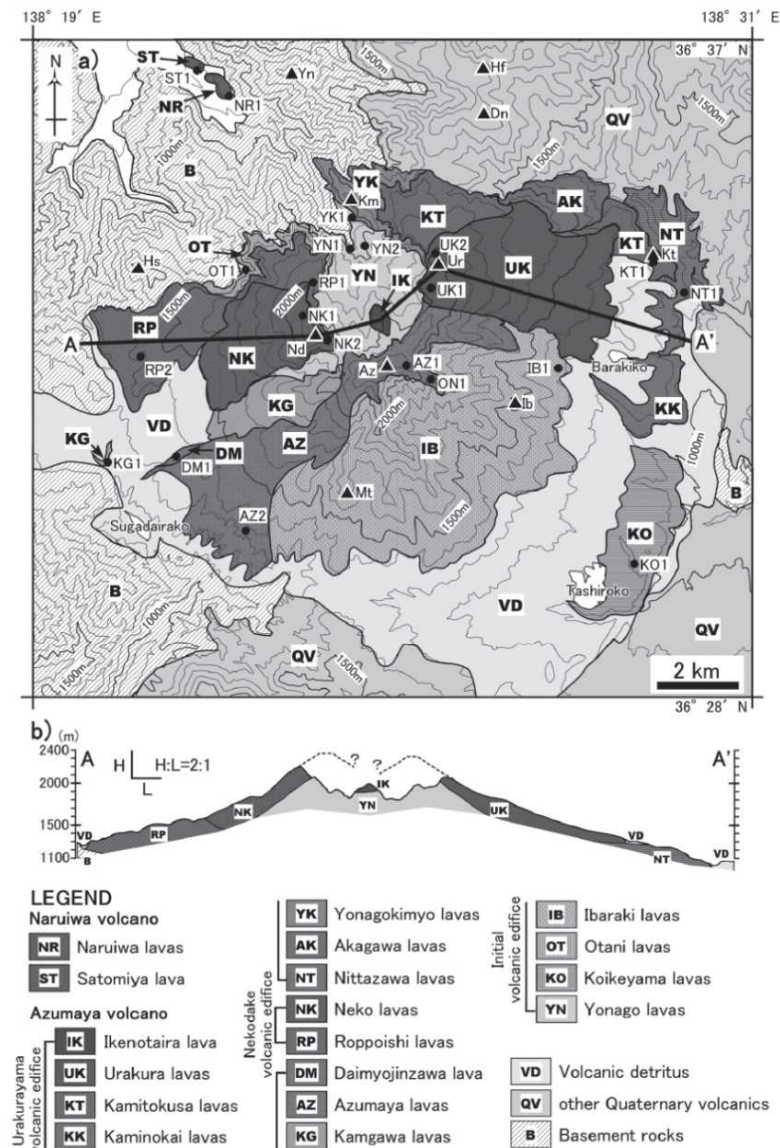 138° 19' E
138° 31' E
36° 37' N
a)
N
ST
ST1
NR
NR1
Yn
Hf
Dn
1500m
1500m
QV
1500m
1000m
B
YK
Km
YK1
KT
AK
NT
OT
OT1
Hs
YN1
YN2
UK2
Ur
UK
KT
Kt
KT1
YN
IK
RP1
UK1
NT1
1500m
2000m
RP
NK1
A
A'
NK
Nd
NK2
RP2
Az
AZ1
ON1
IB1
Barakiko
KG
KK
Ib
2000m
VD
KG
DM
AZ
IB
1000m
KG1
DM1
Mt
1500m
B
AZ2
Sugadairako
KO
KO1
B
VD
Tashiroko
1000m
1500m
QV
1500m
QV
2 km
36° 28' N
b)
(m)
2400
2000
1500
1100
A
H
L
H:L=2:1
?
?
IK
A'
YN
NK
UK
RP
VD
B
VD
NT
VD
LEGEND
Naruiwa volcano
NR Naruiwa lavas
ST Satomiya lava
Azumaya volcano
Urakurayama
volcanic edifice
IK Ikenotaira lava
UK Urakura lavas
KT Kamitokusa lavas
KK Kaminokai lavas
YK Yonagokimyo lavas
AK Akagawa lavas
NT Nittazawa lavas
Nekodake
volcanic edifice
NK Neko lavas
RP Roppoishi lavas
DM Daimyojinzawa lava
AZ Azumaya lavas
KG Kamgawa lavas
Initial
volcanic edifice
IB Ibaraki lavas
OT Otani lavas
KO Koikeyama lavas
YN Yonago lavas
VD Volcanic detritus
QV other Quaternary volcanics
B Basement rocks